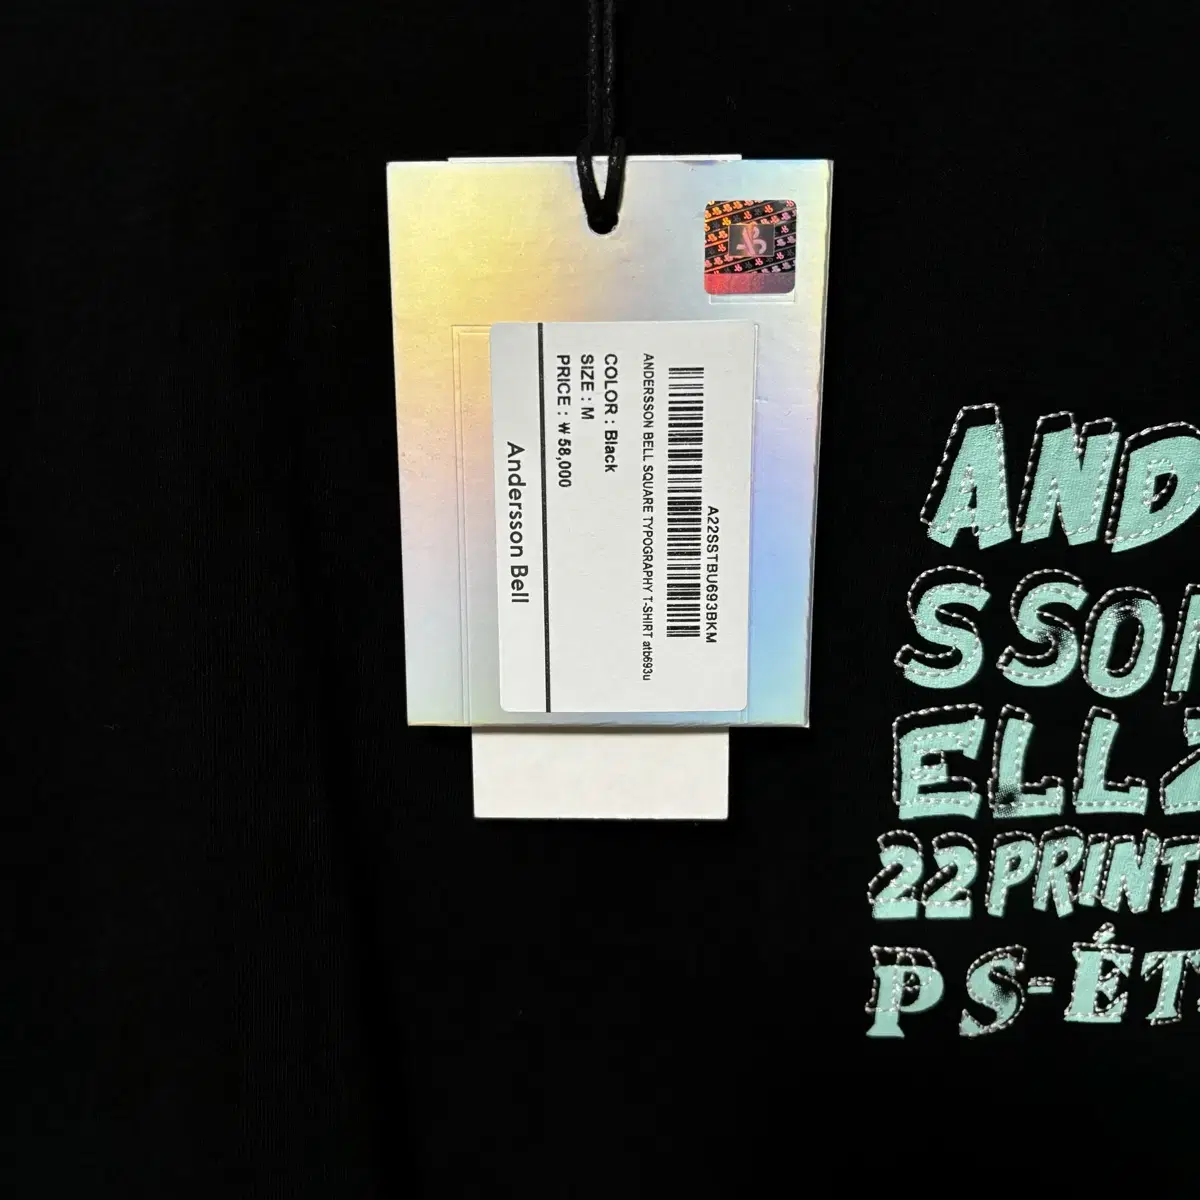 A22SSTBU693BKM
ANDERSSON BELL SQUARE TYPOGRAPHY T-SHIRT atb693u
COLOR : Black
SIZE : M
PRICE : ₩ 58,000
Andersson Bell
AND
SSO
ELL
22 PRINT
PS-ÉT